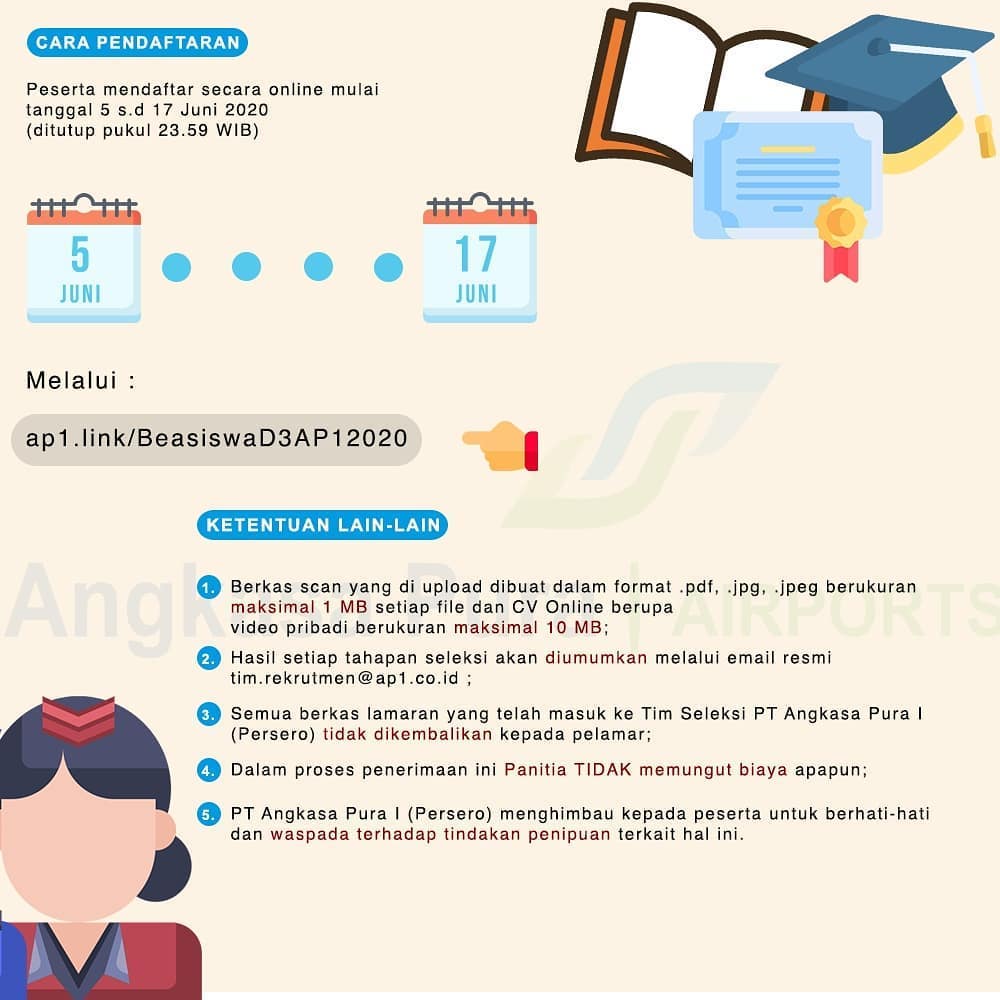 CARA PENDAFTARAN
Peserta mendaftar secara online mulai
tanggal 5 s.d 17 Juni 2020
(ditutup pukul 23.59 WIB)
5
JUNI
17
JUNI
Melalui :
ap1.link/BeasiswaD3AP12020
KETENTUAN LAIN-LAIN
Angkasa Pura | AIRPORTS
1. Berkas scan yang di upload dibuat dalam format .pdf, .jpg, .jpeg berukuran
maksimal 1 MB setiap file dan CV Online berupa
video pribadi berukuran maksimal 10 MB;
2. Hasil setiap tahapan seleksi akan diumumkan melalui email resmi
tim.rekrutmen@ap1.co.id ;
3. Semua berkas lamaran yang telah masuk ke Tim Seleksi PT Angkasa Pura I
(Persero) tidak dikembalikan kepada pelamar;
4. Dalam proses penerimaan ini Panitia TIDAK memungut biaya apapun;
5. PT Angkasa Pura I (Persero) menghimbau kepada peserta untuk berhati-hati
dan waspada terhadap tindakan penipuan terkait hal ini.